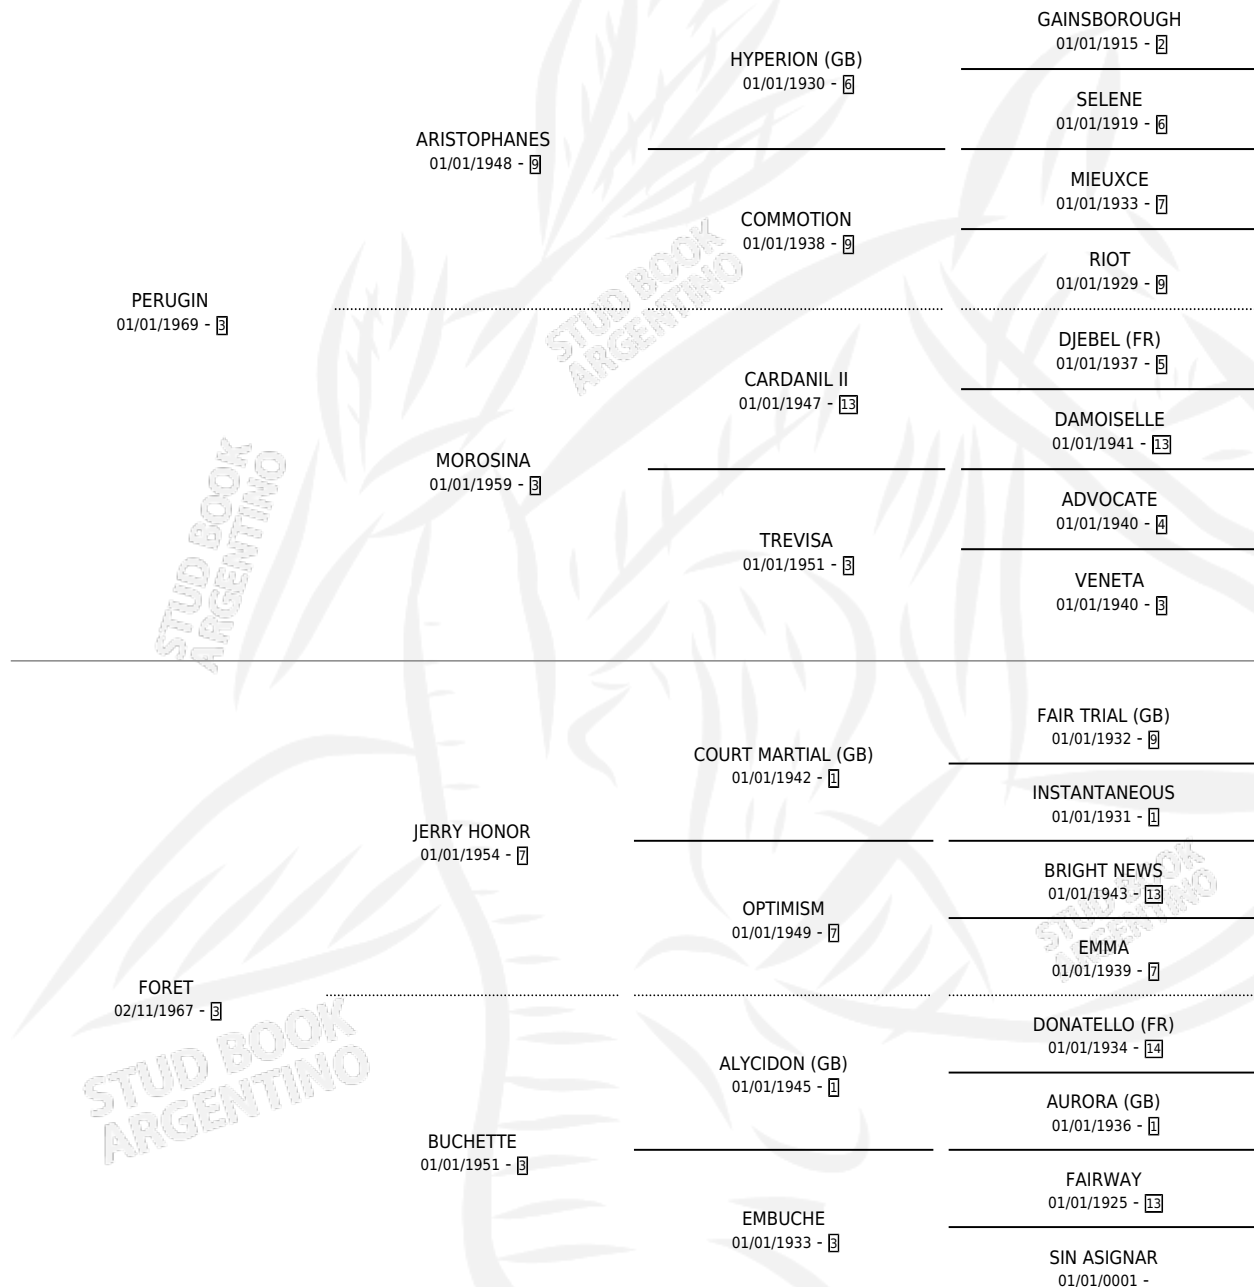 GAINSBOROUGH
01/01/1915 - 2
HYPERION (GB)
01/01/1930 - 6
SELENE
01/01/1919 - 6
ARISTOPHANES
01/01/1948 - 9
MIEUXCE
01/01/1933 - 7
COMMOTION
01/01/1938 - 9
RIOT
01/01/1929 - 9
PERUGIN
01/01/1969 - 3
DJEBEL (FR)
01/01/1937 - 5
CARDANIL II
01/01/1947 - 13
DAMOISELLE
01/01/1941 - 13
MOROSINA
01/01/1959 - 3
ADVOCATE
01/01/1940 - 4
TREVISA
01/01/1951 - 3
VENETA
01/01/1940 - 3
FAIR TRIAL (GB)
01/01/1932 - 9
COURT MARTIAL (GB)
01/01/1942 - 1
INSTANTANEOUS
01/01/1931 - 1
JERRY HONOR
01/01/1954 - 7
BRIGHT NEWS
01/01/1943 - 13
OPTIMISM
01/01/1949 - 7
EMMA
01/01/1939 - 7
FORET
02/11/1967 - 3
DONATELLO (FR)
01/01/1934 - 14
ALYCIDON (GB)
01/01/1945 - 1
AURORA (GB)
01/01/1936 - 1
BUCHETTE
01/01/1951 - 3
FAIRWAY
01/01/1925 - 13
EMBUCHE
01/01/1933 - 3
SIN ASIGNAR
01/01/0001 -
STUD BOOK
ARGENTINO
STUD BOOK
ARGENTINO
STUD BOOK
ARGENTINO
STUD BOOK
ARGENTINO